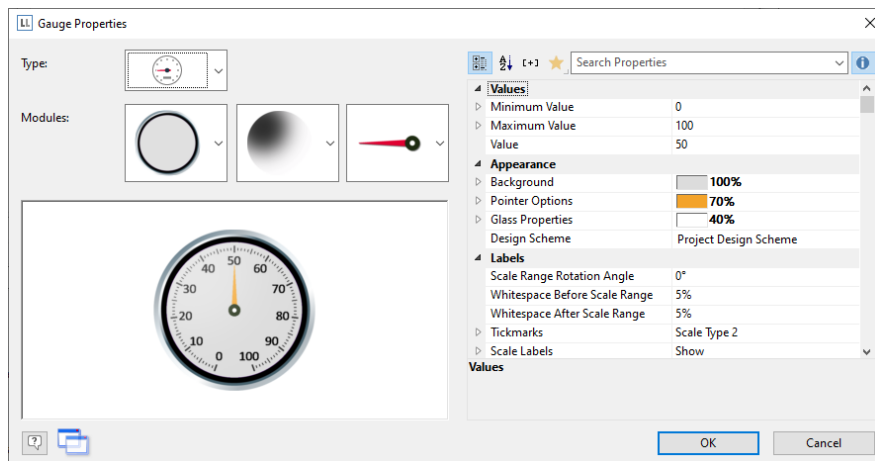 LL Gauge Properties
Type:
Modules:
Search Properties
Values
Minimum Value 0
Maximum Value 100
Value 50
Appearance
Background 100%
Pointer Options 70%
Glass Properties 40%
Design Scheme Project Design Scheme
Labels
Scale Range Rotation Angle 0°
Whitespace Before Scale Range 5%
Whitespace After Scale Range 5%
Tickmarks Scale Type 2
Scale Labels Show
Values
0 10 20 30 40 50 60 70 80 90 100
OK Cancel